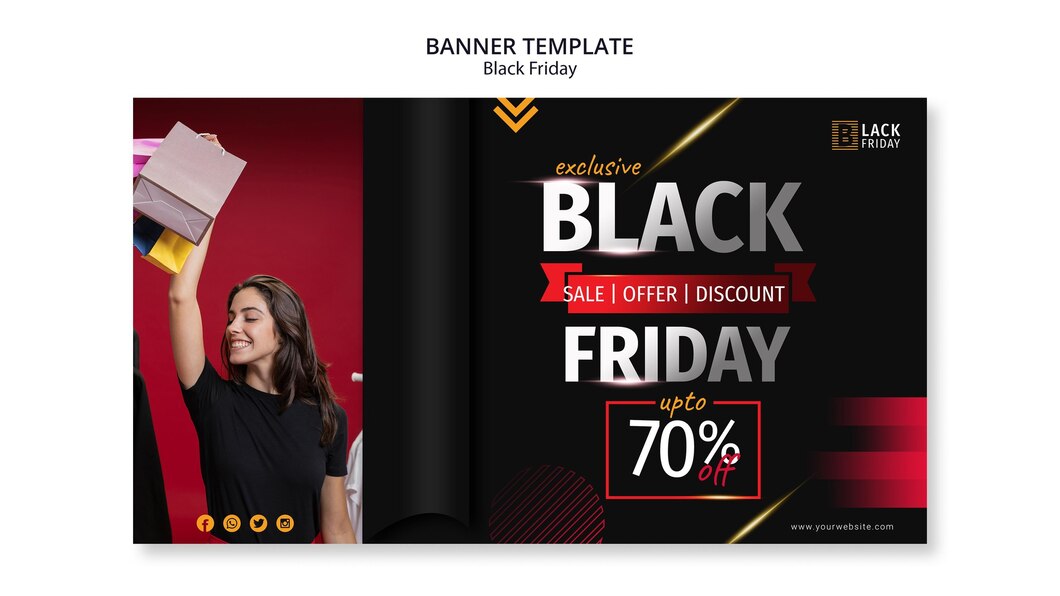 BANNER TEMPLATE
Black Friday
BLACK
FRIDAY
exclusive
BLACK
SALE | OFFER | DISCOUNT
FRIDAY
upto
70%
off
www.yourwebsite.com